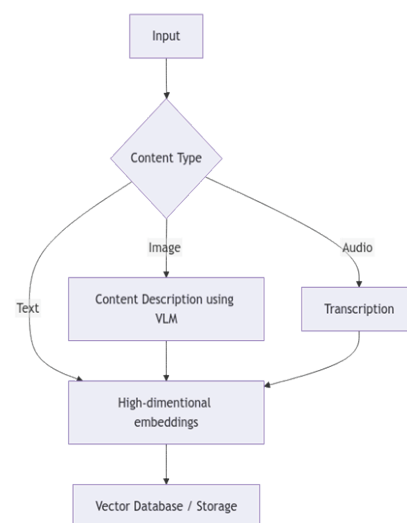 Input
Content Type
Image
Audio
Text
Content Description using
VLM
Transcription
High-dimentional
embeddings
Vector Database / Storage